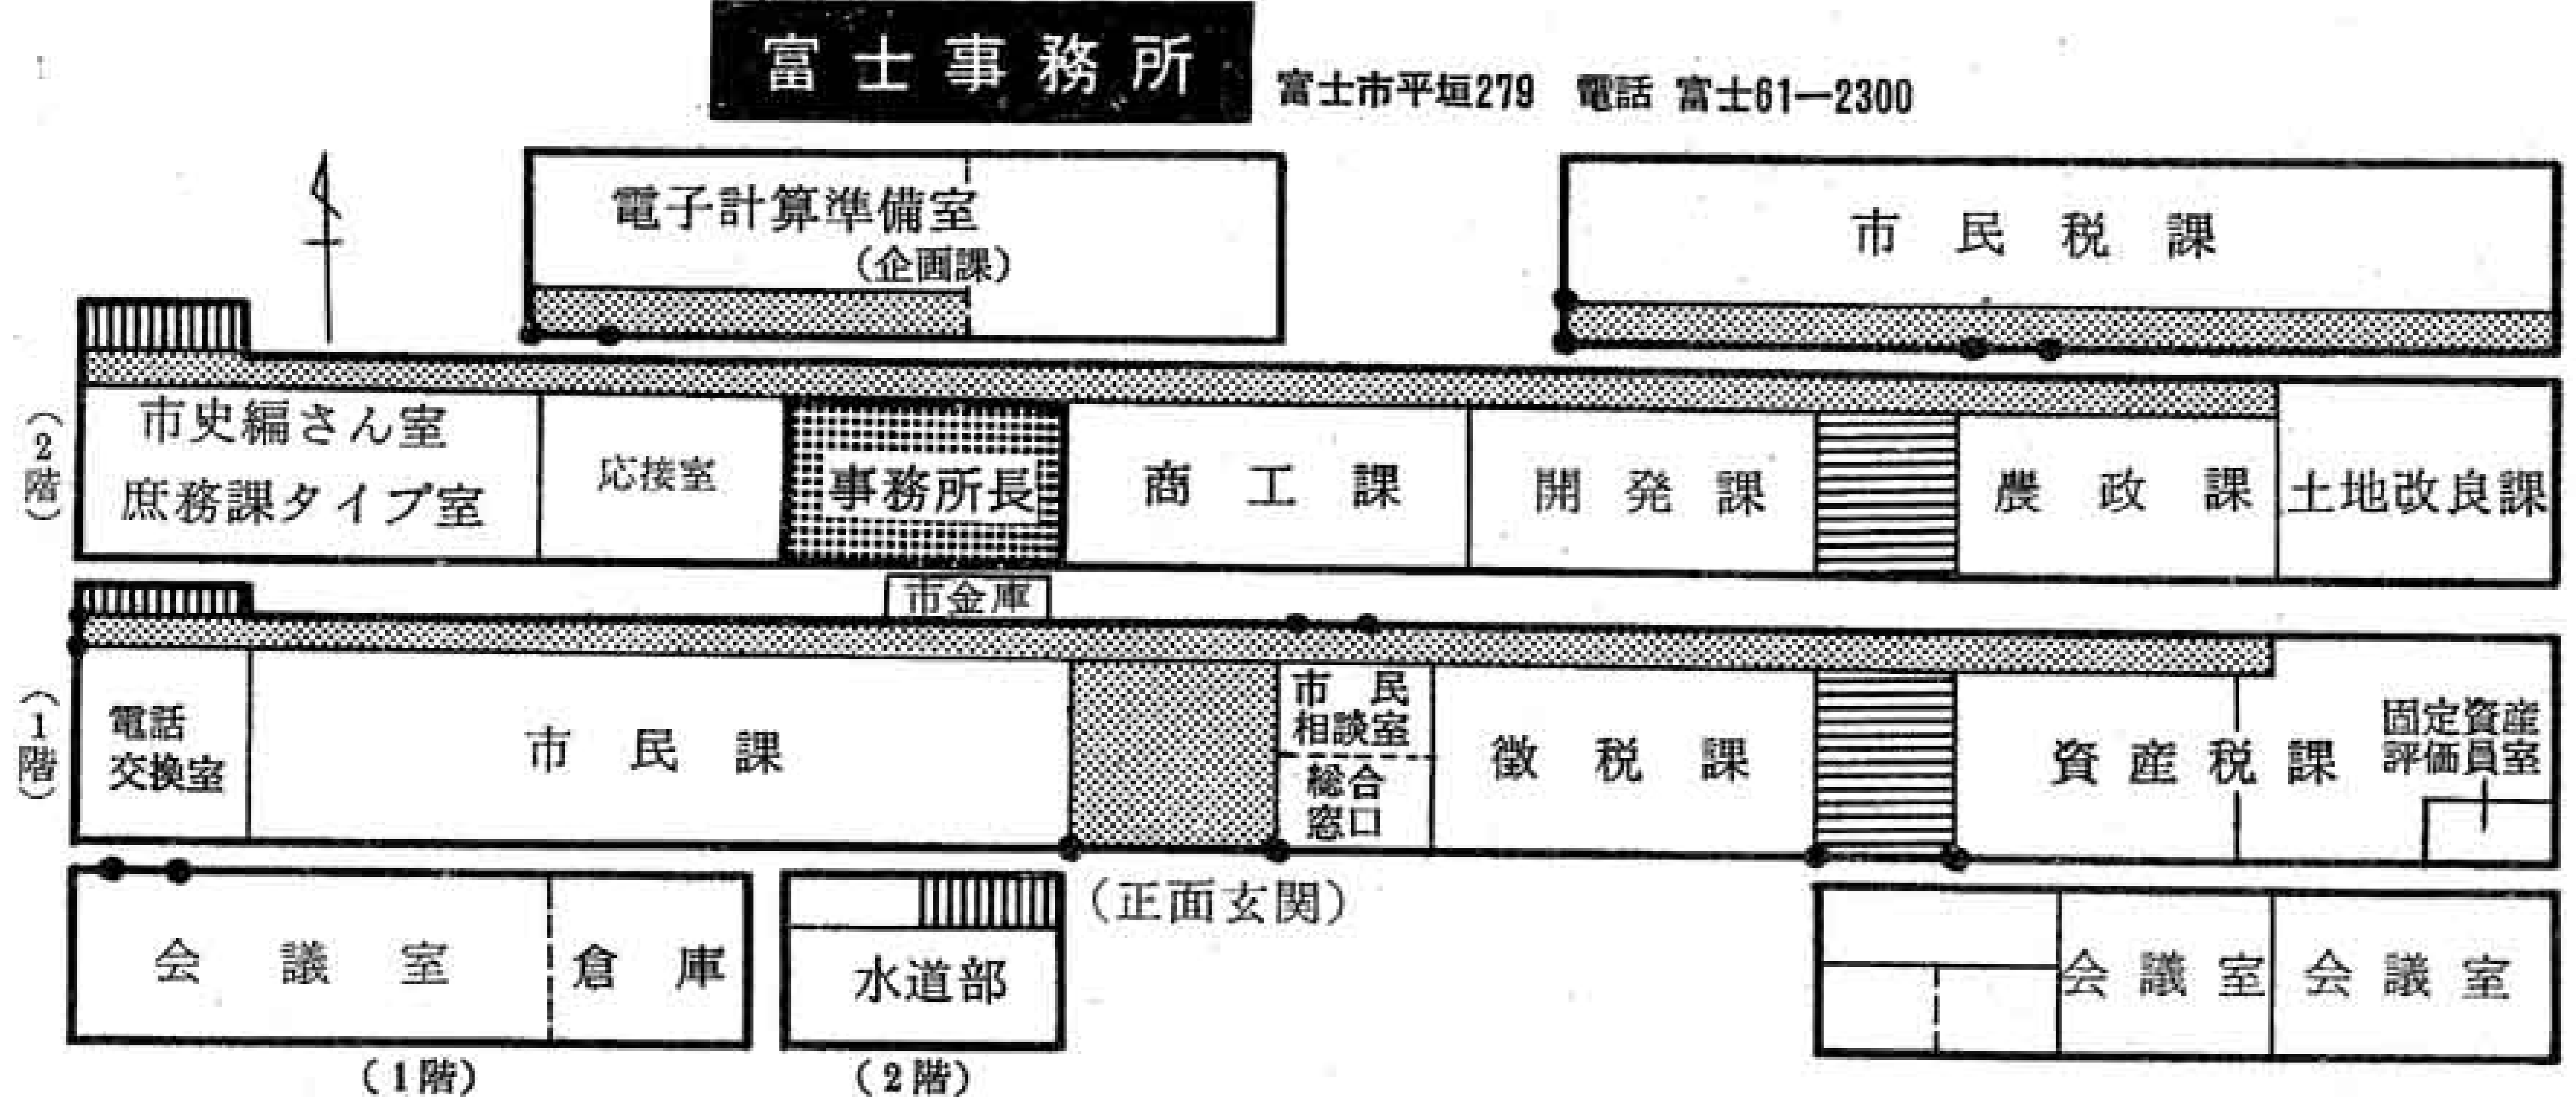 富士事務所
富士市平垣279 電話 富士61—2300
電子計算準備室
(企画課)
市民税課
(2階)
市史編さん室
庶務課タイプ室
応接室
事務所長
商工課
開発課
農政課
土地改良課
市金庫
(1階)
電話
交換室
市民課
市民
相談室
総合
窓口
徴税課
資産税課
固定資産
評価員室
(正面玄関)
会議室
倉庫
水道部
会議室
会議室
(1階)
(2階)